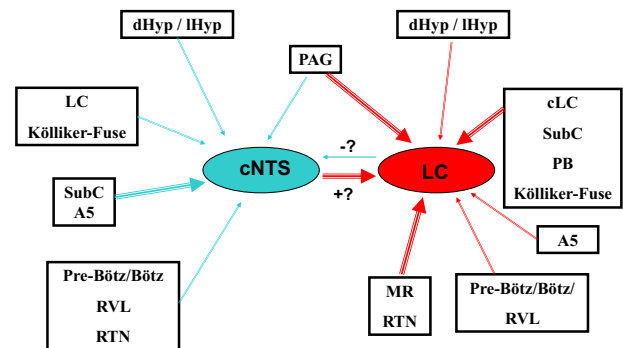 dHyp / lHyp
dHyp / lHyp
PAG
LC
Kölliker-Fuse
cLC
SubC
PB
Kölliker-Fuse
-?
cNTS
LC
+?
SubC
A5
A5
Pre-Bötz/Bötz
RVL
RTN
MR
RTN
Pre-Bötz/Bötz/
RVL